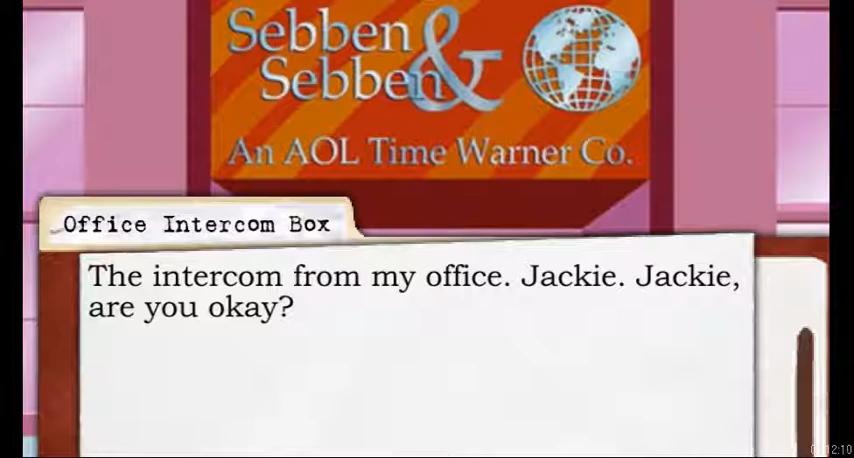 Sebben &
Sebben
An AOL Time Warner Co.
Office Intercom Box
The intercom from my office. Jackie. Jackie,
are you okay?